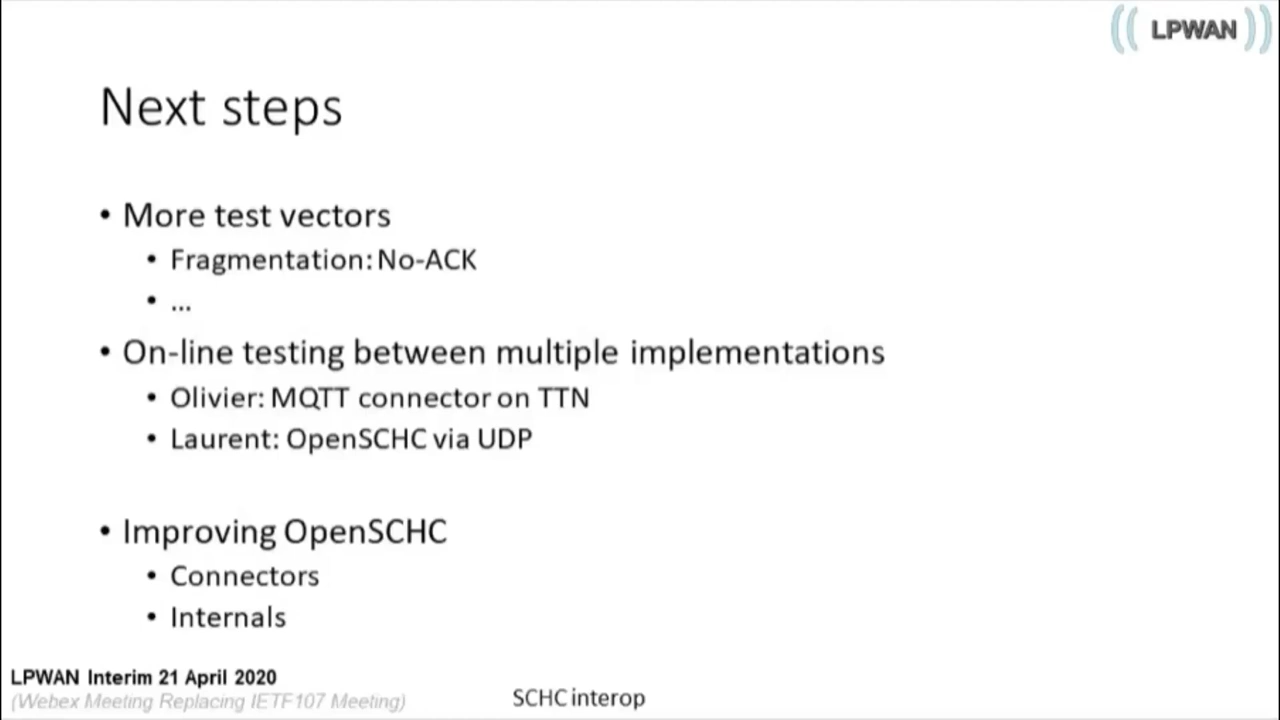 LPWAN
Next steps
• More test vectors
• Fragmentation: No-ACK
• ...
• On-line testing between multiple implementations
• Olivier: MQTT connector on TTN
• Laurent: OpenSCHC via UDP
• Improving OpenSCHC
• Connectors
• Internals
LPWAN Interim 21 April 2020
(Webex Meeting Replacing IETF107 Meeting)
SCHC interop